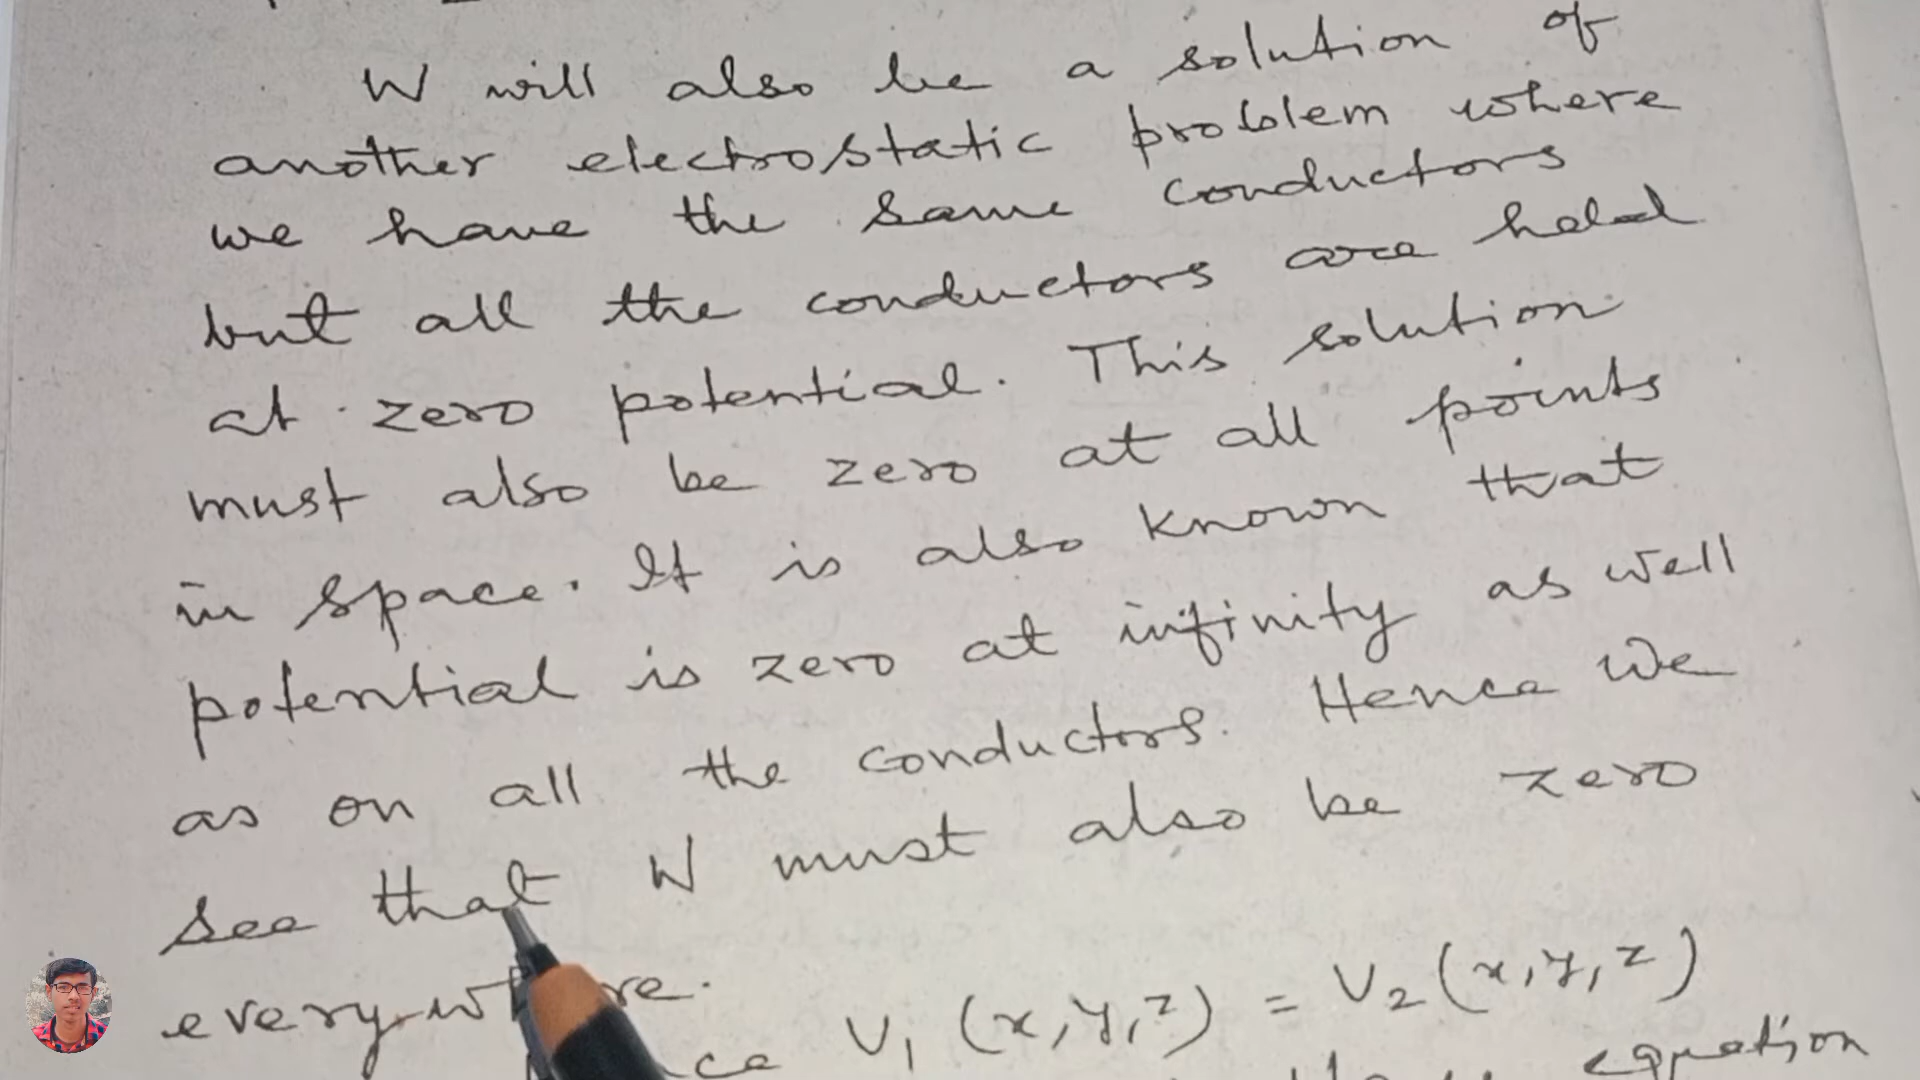 W will also be a solution of
another electrostatic problem where
we have the same conductors
but all the conductors are held
at zero potential. This solution
must also be zero at all points
in space. It is also known that
potential is zero at infinity as well
as on all the conductors. Hence we
see that W must also be zero
everywhere.
V₁ (x,y,z) = V₂ (x,y,z)
equation